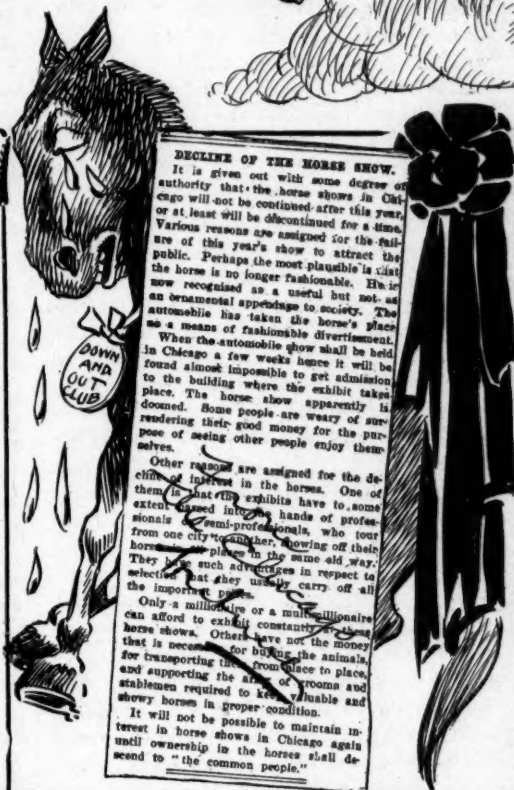 DECLINE OF THE HORSE SHOW.
It is given out with some degree of
authority that the horse shows in Chi-
cago will not be continued after this year,
or at least will be discontinued for a time.
Various reasons are assigned for the fail-
ure of this year's show to attract the
public. Perhaps the most plausible is that
the horse is no longer fashionable. He is
now recognized as a useful but not as
an ornamental appendage to society. The
automobile has taken the horse's place
as a means of fashionable divertisement.
When the automobile show shall be held
in Chicago a few weeks hence it will be
found almost impossible to get admission
to the building where the exhibit takes
place. The horse show apparently is
doomed. Some people are weary of sur-
rendering their good money for the pur-
pose of seeing other people enjoy them-
selves.
Other reasons are assigned for the de-
cline of interest in the horses. One of
them is that the exhibits have to some
extent passed into hands of profes-
sionals semi-professionals, who tour
from one city to another, showing off their
horses places in the same old way.
They have such advantages in respect to
selection that they usually carry off all
the important prizes.
Only a millionaire or a multimillionaire
can afford to exhibit constantly
horse shows. Others have not the money
that is necessary for buying the animals,
for transporting them from place to place,
and supporting the army of grooms and
stablemen required to keep valuable and
showy horses in proper condition.
It will not be possible to maintain in-
terest in horse shows in Chicago again
until ownership in the horses shall de-
scend to "the common people."
DOWN
AND
OUT
CLUB